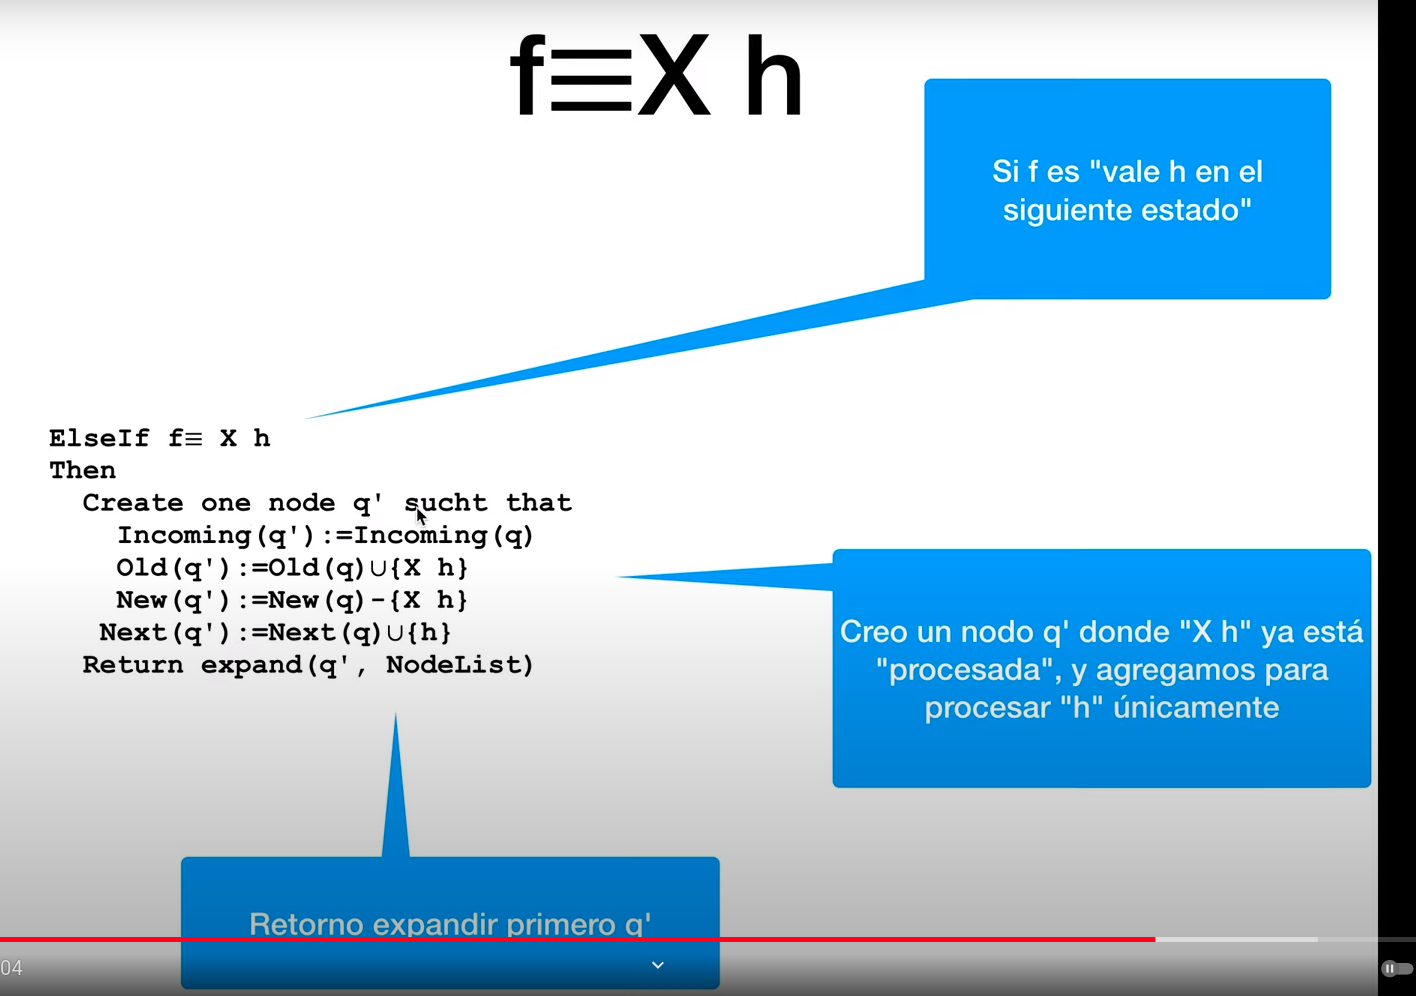 f≡X h
Si f es "vale h en el
siguiente estado"
ElseIf f≡ X h
Then
Create one node q' sucht that
Incoming(q'):=Incoming(q)
Old(q'):=Old(q)∪{X h}
New(q'):=New(q)-{X h}
Next(q'):=Next(q)∪{h}
Return expand(q', NodeList)
Creo un nodo q' donde "X h" ya está
"procesada", y agregamos para
procesar "h" únicamente
Retorno expandir primero q'
04